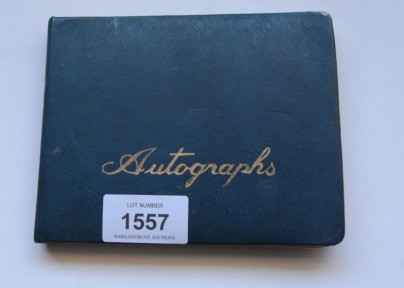 Autographs
LOT NUMBER
1557
BARGAIN HUNT AUCTIONS